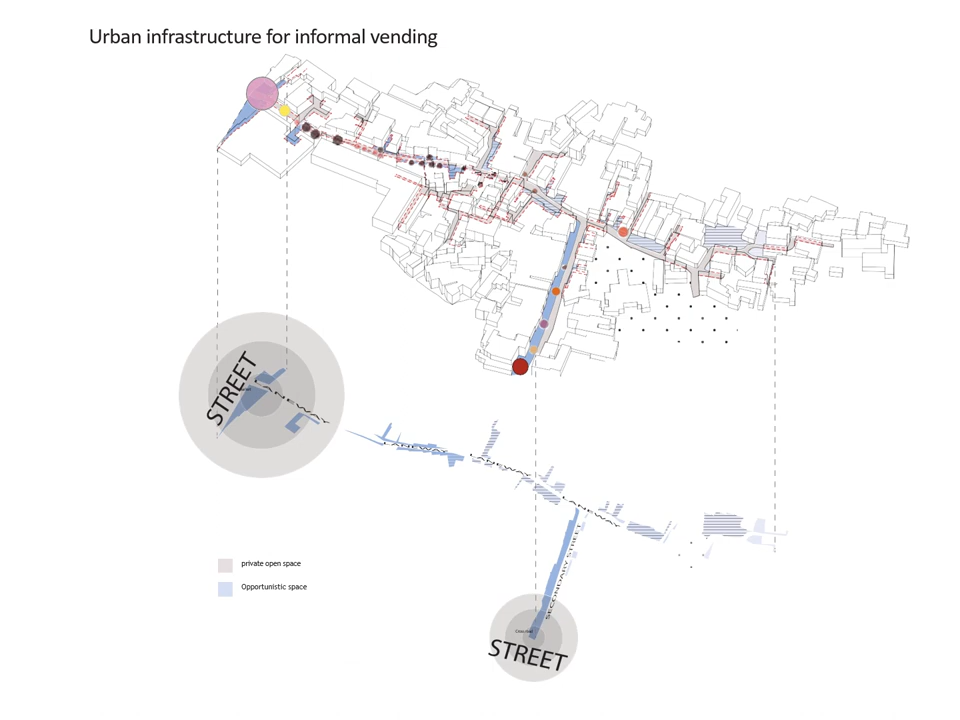 Urban infrastructure for informal vending
STREET
LANEWAY
LANEWAY
LANEWAY
SECONDARY STREET
private open space
Opportunistic space
STREET